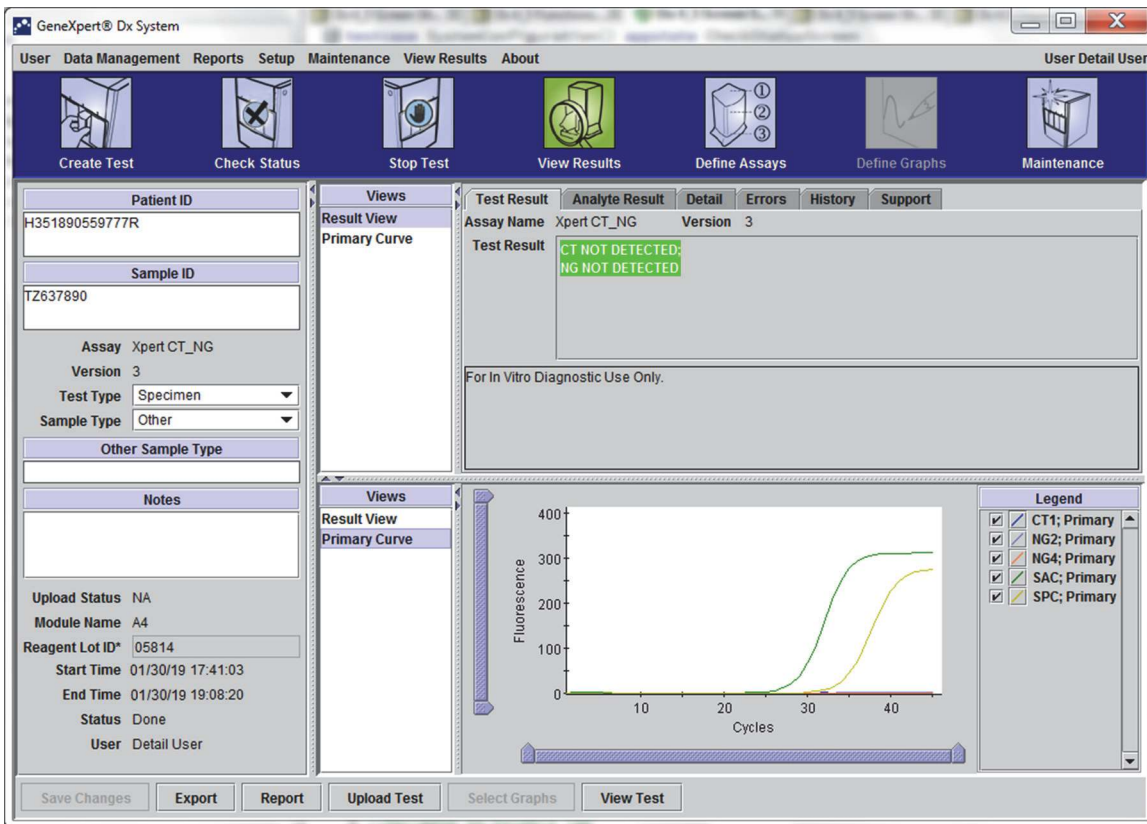 GeneXpert® Dx System
User Data Management Reports Setup Maintenance View Results About User Detail User
Create Test Check Status Stop Test View Results Define Assays Define Graphs Maintenance
① ② ③
Patient ID
H351890559777R
Sample ID
TZ637890
Assay Xpert CT_NG
Version 3
Test Type Specimen
Sample Type Other
Other Sample Type
Notes
Upload Status NA
Module Name A4
Reagent Lot ID* 05814
Start Time 01/30/19 17:41:03
End Time 01/30/19 19:08:20
Status Done
User Detail User
Views
Result View
Primary Curve
Test Result Analyte Result Detail Errors History Support
Assay Name Xpert CT_NG Version 3
Test Result CT NOT DETECTED;
NG NOT DETECTED
For In Vitro Diagnostic Use Only.
Views
Result View
Primary Curve
400
300
200
100
0
Fluorescence
10 20 30 40
Cycles
Legend
CT1; Primary
NG2; Primary
NG4; Primary
SAC; Primary
SPC; Primary
Save Changes Export Report Upload Test Select Graphs View Test